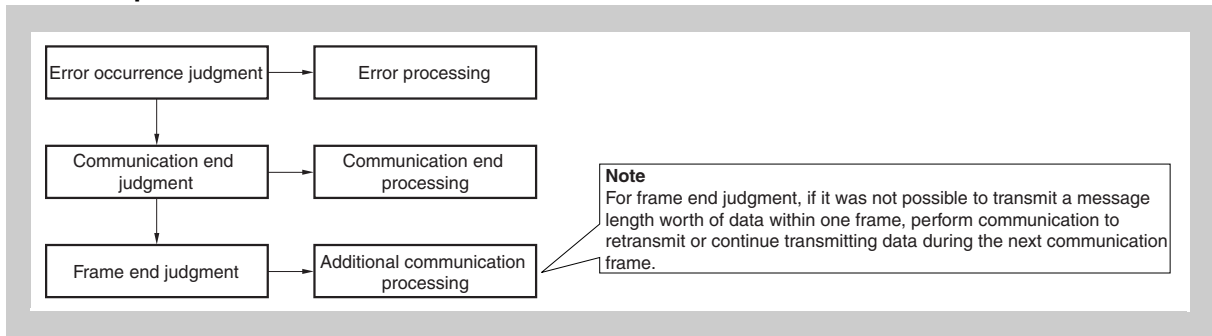 Error occurrence judgment
Error processing
Communication end
judgment
Communication end
processing
Note
For frame end judgment, if it was not possible to transmit a message
length worth of data within one frame, perform communication to
retransmit or continue transmitting data during the next communication
frame.
Frame end judgment
Additional communication
processing